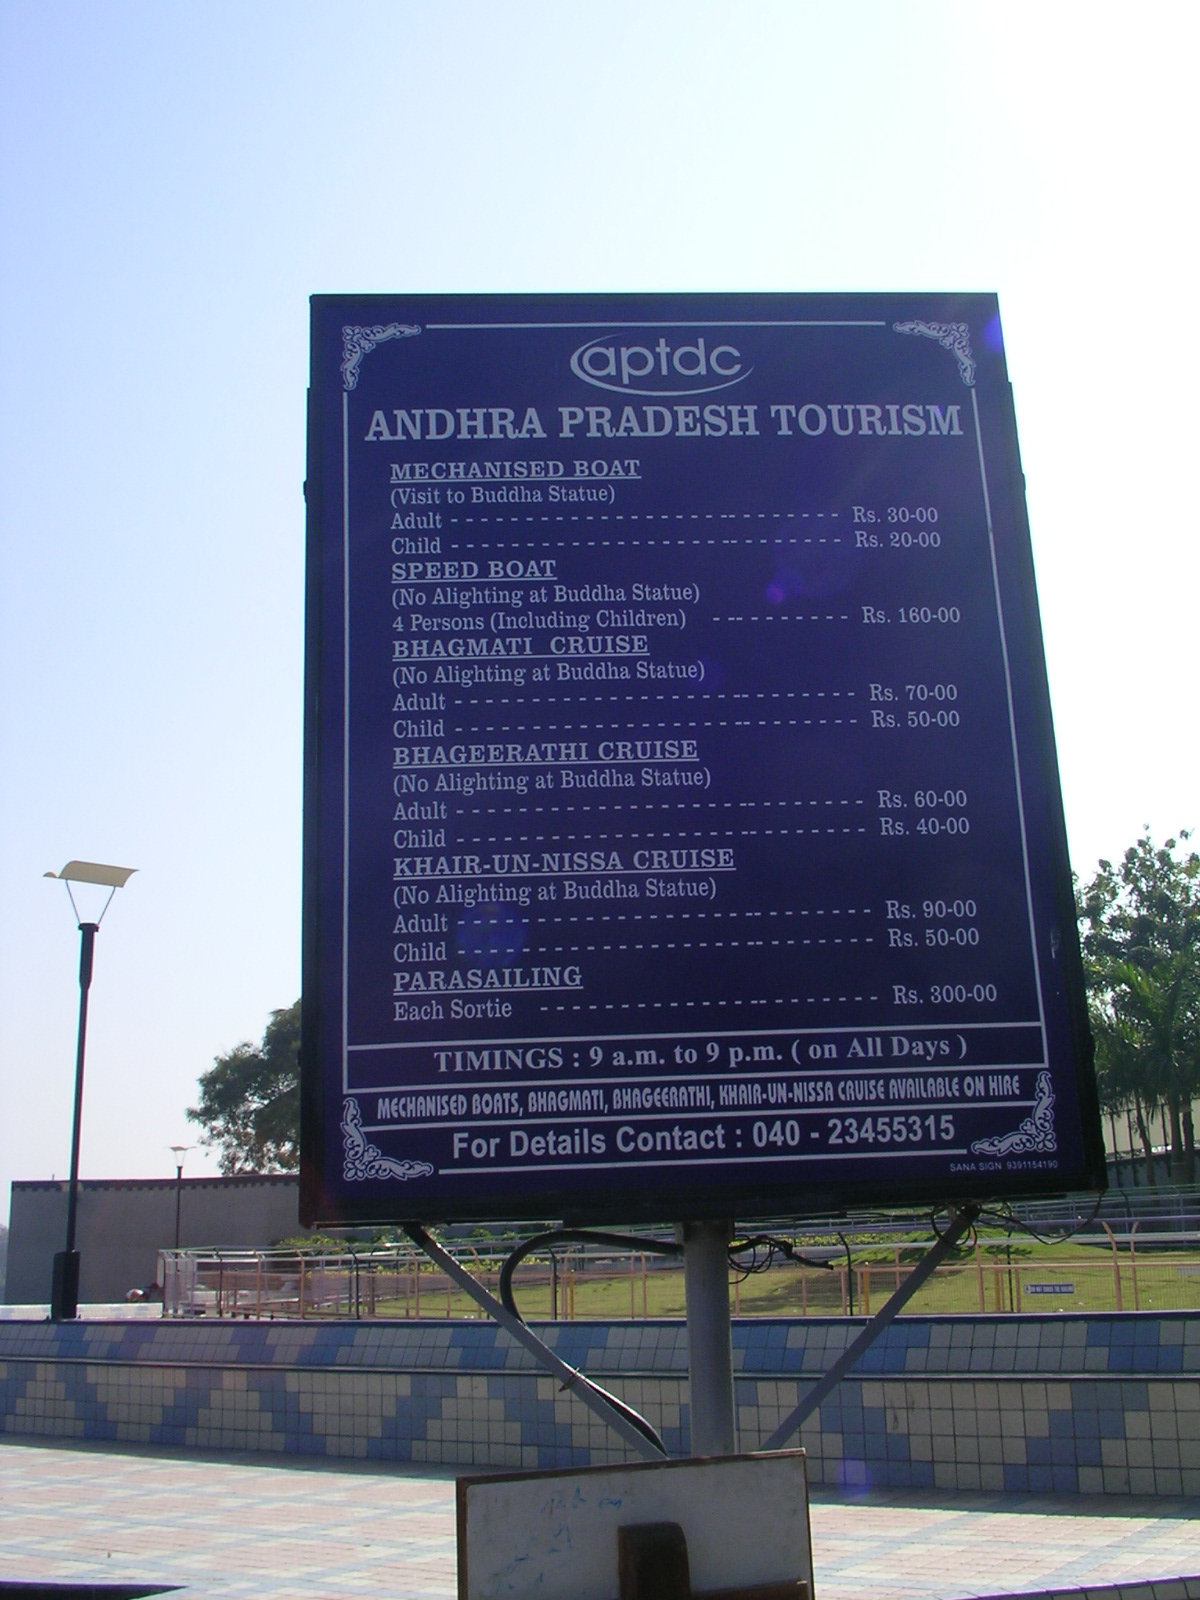 aptdc
ANDHRA PRADESH TOURISM
MECHANISED BOAT
(Visit to Buddha Statue)
Adult - - - - - - - - - - - - - - - - - - - - - - - - - - - - - - - - - - Rs. 30-00
Child - - - - - - - - - - - - - - - - - - - - - - - - - - - - - - - - - - Rs. 20-00
SPEED BOAT
(No Alighting at Buddha Statue)
4 Persons (Including Children) - - -- - - - - - - - - Rs. 160-00
BHAGMATI CRUISE
(No Alighting at Buddha Statue)
Adult - - - - - - - - - - - - - - - - - - - - - - - - - - - - - - - - - - Rs. 70-00
Child - - - - - - - - - - - - - - - - - - - - - - - - - - - - - - - - - - Rs. 50-00
BHAGEERATHI CRUISE
(No Alighting at Buddha Statue)
Adult - - - - - - - - - - - - - - - - - - - - - - - - - - - - - - - - - - Rs. 60-00
Child - - - - - - - - - - - - - - - - - - - - - - - - - - - - - - - - - - Rs. 40-00
KHAIR-UN-NISSA CRUISE
(No Alighting at Buddha Statue)
Adult - - - - - - - - - - - - - - - - - - - - - - - - - - - - - - - - - - Rs. 90-00
Child - - - - - - - - - - - - - - - - - - - - - - - - - - - - - - - - - - Rs. 50-00
PARASAILING
Each Sortie - - - - - - - - - - - - - - - - - - - - - - - - - - - Rs. 300-00
TIMINGS : 9 a.m. to 9 p.m. ( on All Days )
MECHANISED BOATS, BHAGMATI, BHAGEERATHI, KHAIR-UN-NISSA CRUISE AVAILABLE ON HIRE
For Details Contact : 040 - 23455315
SANA SIGN 9391154190